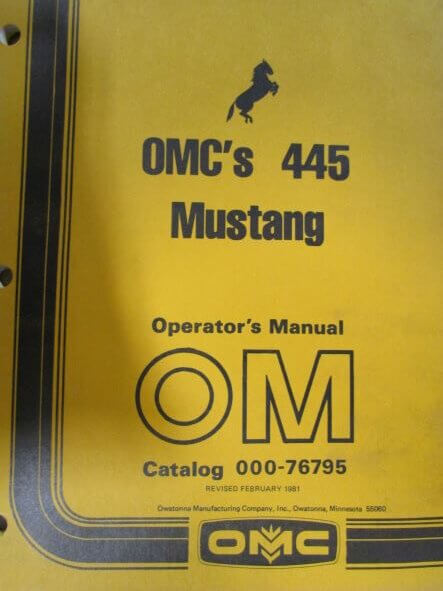 OMC's 445
Mustang
Operator's Manual
OM
Catalog 000-76795
REVISED FEBRUARY 1981
Owatonna Manufacturing Company, Inc., Owatonna, Minnesota 55060
OMC